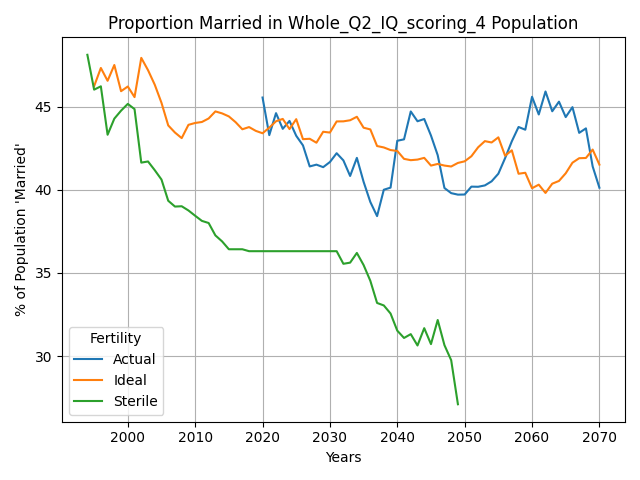 Proportion Married in Whole_Q2_IQ_scoring_4 Population
% of Population 'Married'
45
40
35
30
Fertility
Actual
Ideal
Sterile
2000 2010 2020 2030 2040 2050 2060 2070
Years